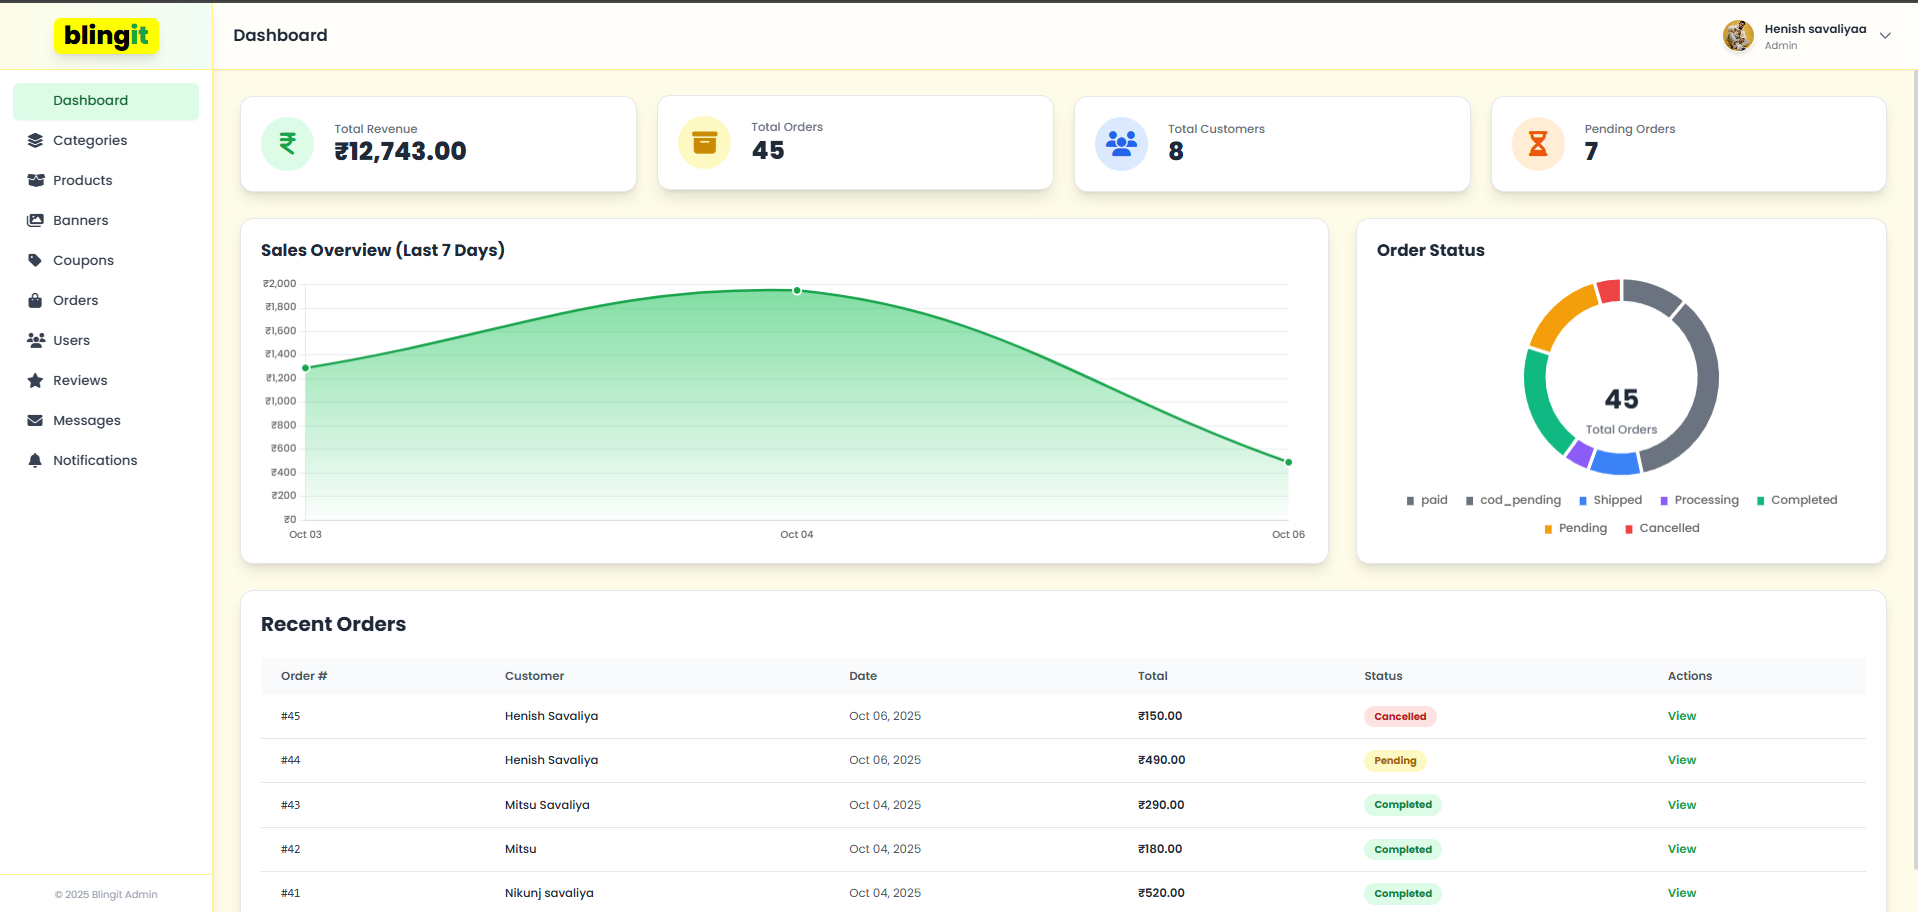 blingit
Dashboard
Henish savaliyaa
Admin
Dashboard
Categories
Products
Banners
Coupons
Orders
Users
Reviews
Messages
Notifications
© 2025 Blingit Admin
Total Revenue
₹12,743.00
Total Orders
45
Total Customers
8
Pending Orders
7
Sales Overview (Last 7 Days)
₹2,000
₹1,800
₹1,600
₹1,400
₹1,200
₹1,000
₹800
₹600
₹400
₹200
₹0
Oct 03 Oct 04 Oct 06
Order Status
45
Total Orders
paid cod_pending Shipped Processing Completed
Pending Cancelled
Recent Orders
Order # Customer Date Total Status Actions
#45 Henish Savaliya Oct 06, 2025 ₹150.00 Cancelled View
#44 Henish Savaliya Oct 06, 2025 ₹490.00 Pending View
#43 Mitsu Savaliya Oct 04, 2025 ₹290.00 Completed View
#42 Mitsu Oct 04, 2025 ₹180.00 Completed View
#41 Nikunj savaliya Oct 04, 2025 ₹520.00 Completed View